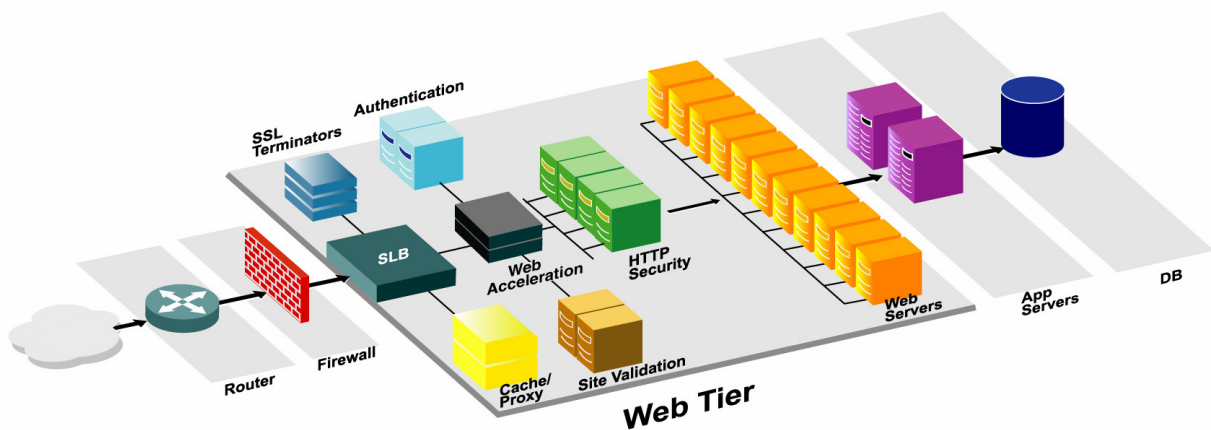 Authentication
SSL
Terminators
SLB
Web
Acceleration
HTTP
Security
Web
Servers
App
Servers
DB
Router
Firewall
Cache/
Proxy
Site Validation
Web Tier